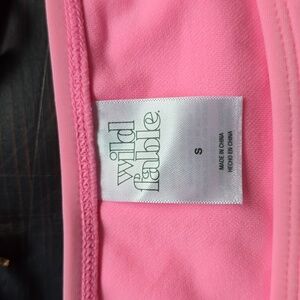 wild
fable.
S
MADE IN CHINA
HECHO EN CHINA